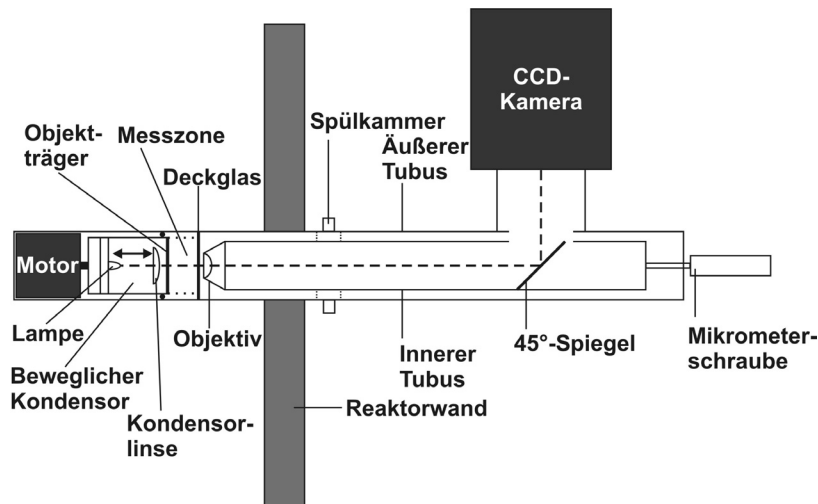 CCD-
Kamera
Objekt-
träger
Messzone
Deckglas
Spülkammer
Äußerer
Tubus
Motor
Lampe
Beweglicher
Kondensor
Kondensor-
linse
Objektiv
Innerer
Tubus
Reaktorwand
45°-Spiegel
Mikrometer-
schraube